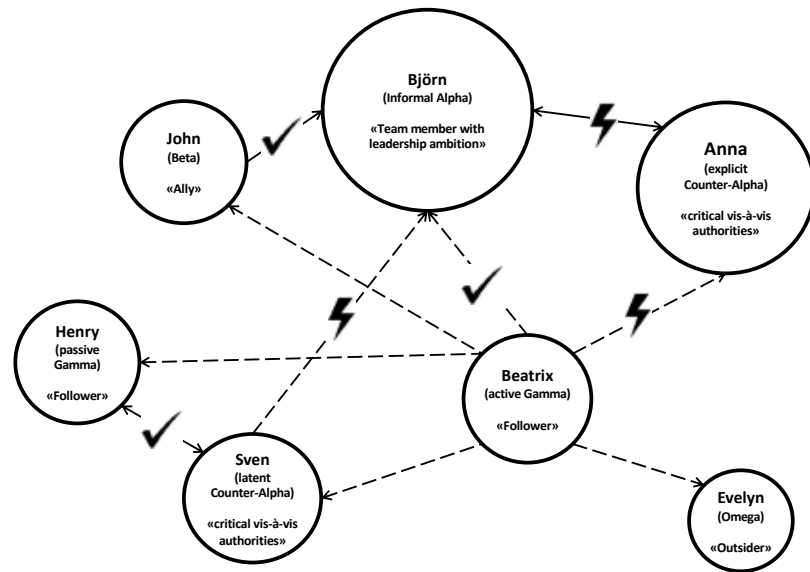 Björn
(Informal Alpha)
«Team member with
leadership ambition»
John
(Beta)
«Ally»
Anna
(explicit
Counter-Alpha)
«critical vis-à-vis
authorities»
Henry
(passive
Gamma)
«Follower»
Beatrix
(active Gamma)
«Follower»
Sven
(latent
Counter-Alpha)
«critical vis-à-vis
authorities»
Evelyn
(Omega)
«Outsider»